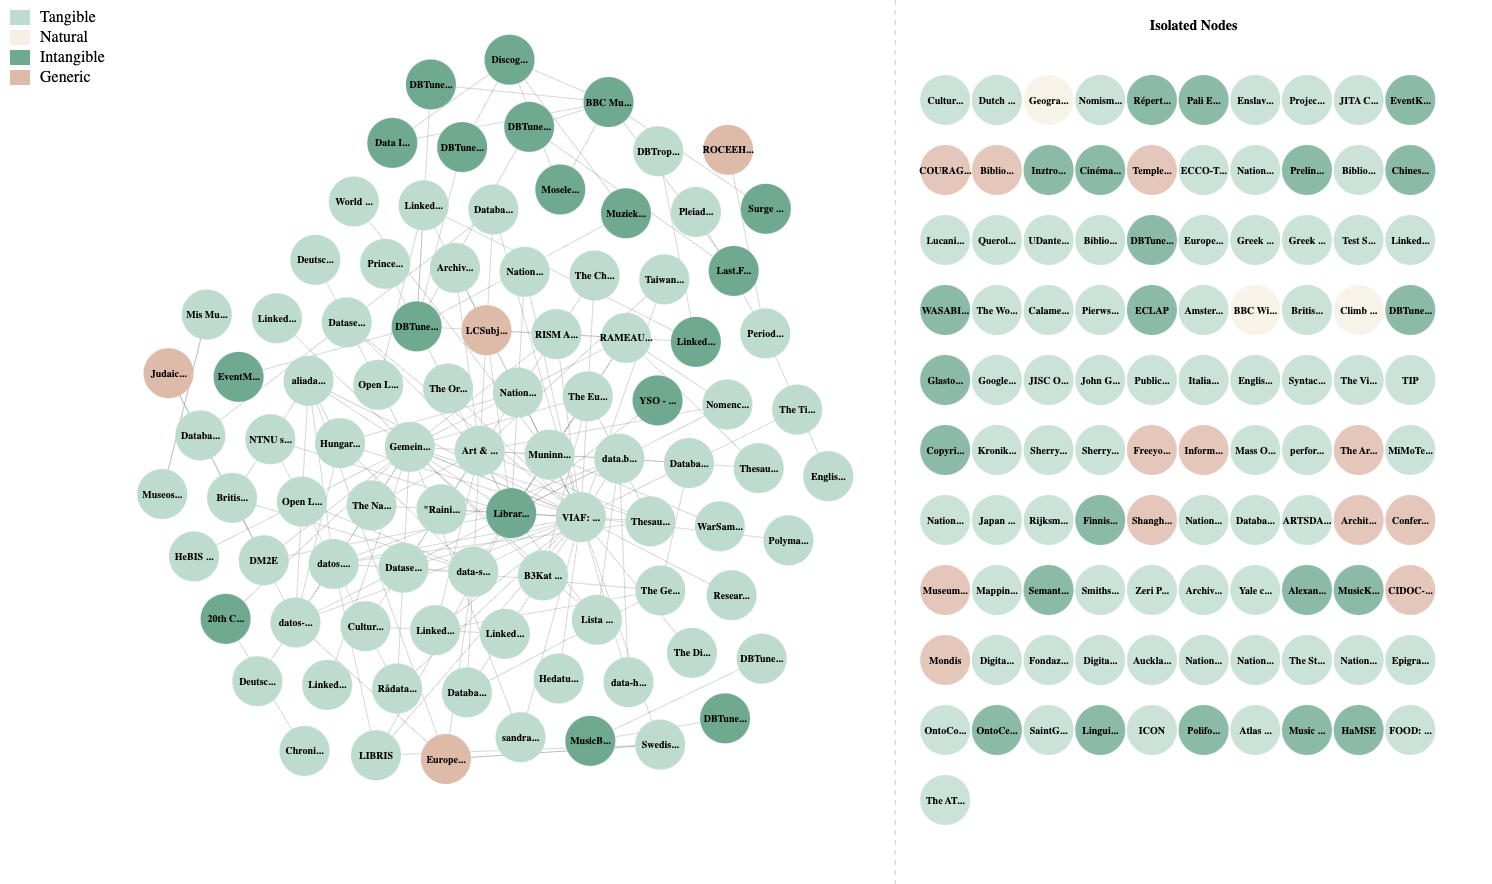 Tangible
Natural
Intangible
Generic
Isolated Nodes
Discog...
DBTune...
BBC Mu...
DBTune...
Data I...
DBTune...
DBTrop...
ROCEEH...
Mosele...
World ...
Linked...
Databa...
Muziek...
Pleiad...
Surge ...
Deutsc...
Prince...
Archiv...
Nation...
The Ch...
Taiwan...
Last.F...
Mis Mu...
Linked...
Datase...
DBTune...
LCSubj...
RISM A...
RAMEAU...
Linked...
Period...
Judaic...
EventM...
aliada...
Open L...
The Or...
Nation...
The Eu...
YSO - ...
Nomenc...
The Ti...
Databa...
NTNU s...
Hungar...
Gemein...
Art & ...
Muninn...
data.b...
Databa...
Thesau...
Englis...
Museos...
Britis...
Open L...
The Na...
"Raini...
Librar...
VIAF: ...
Thesau...
WarSam...
Polyma...
HeBIS ...
DM2E
datos....
Datase...
data-s...
B3Kat ...
The Ge...
Resear...
20th C...
datos-...
Cultur...
Linked...
Linked...
Lista ...
The Di...
DBTune...
Deutsc...
Linked...
Rådata...
Databa...
Hedatu...
data-h...
Chroni...
LIBRIS
Europe...
sandra...
MusicB...
Swedis...
DBTune...
Cultur... Dutch ... Geogra... Nomism... Répert... Pali E... Enslav... Projec... JITA C... EventK...
COURAG... Biblio... Inztro... Cinéma... Temple... ECCO-T... Nation... Prelin... Biblio... Chines...
Lucani... Querol... UDante... Biblio... DBTune... Europe... Greek ... Greek ... Test S... Linked...
WASABI... The Wo... Calame... Pierws... ECLAP Amster... BBC Wi... Britis... Climb ... DBTune...
Glasto... Google... JISC O... John G... Public... Italia... Englis... Syntac... The Vi... TIP
Copyri... Kronik... Sherry... Sherry... Freeyo... Inform... Mass O... perfor... The Ar... MiMoTe...
Nation... Japan ... Rijksm... Finnis... Shangh... Nation... Databa... ARTSDA... Archit... Confer...
Museum... Mappin... Semant... Smiths... Zeri P... Archiv... Yale c... Alexan... MusicK... CIDOC-...
Mondis Digita... Fondaz... Digita... Auckla... Nation... Nation... The St... Nation... Epigra...
OntoCo... OntoCe... SaintG... Lingui... ICON Polifo... Atlas ... Music ... HaMSE FOOD: ...
The AT...